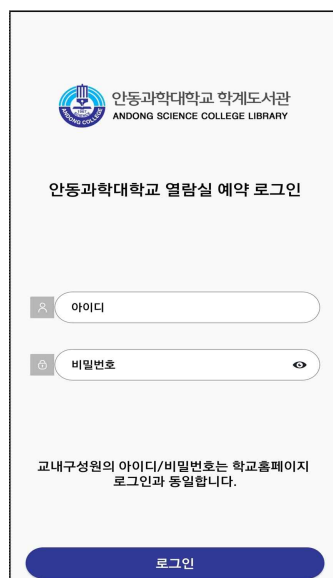 안동과학대학교 학계도서관
ANDONG SCIENCE COLLEGE LIBRARY
ANDONG COLLEGE
안동과학대학교 열람실 예약 로그인
아이디
비밀번호
교내구성원의 아이디/비밀번호는 학교홈페이지
로그인과 동일합니다.
로그인